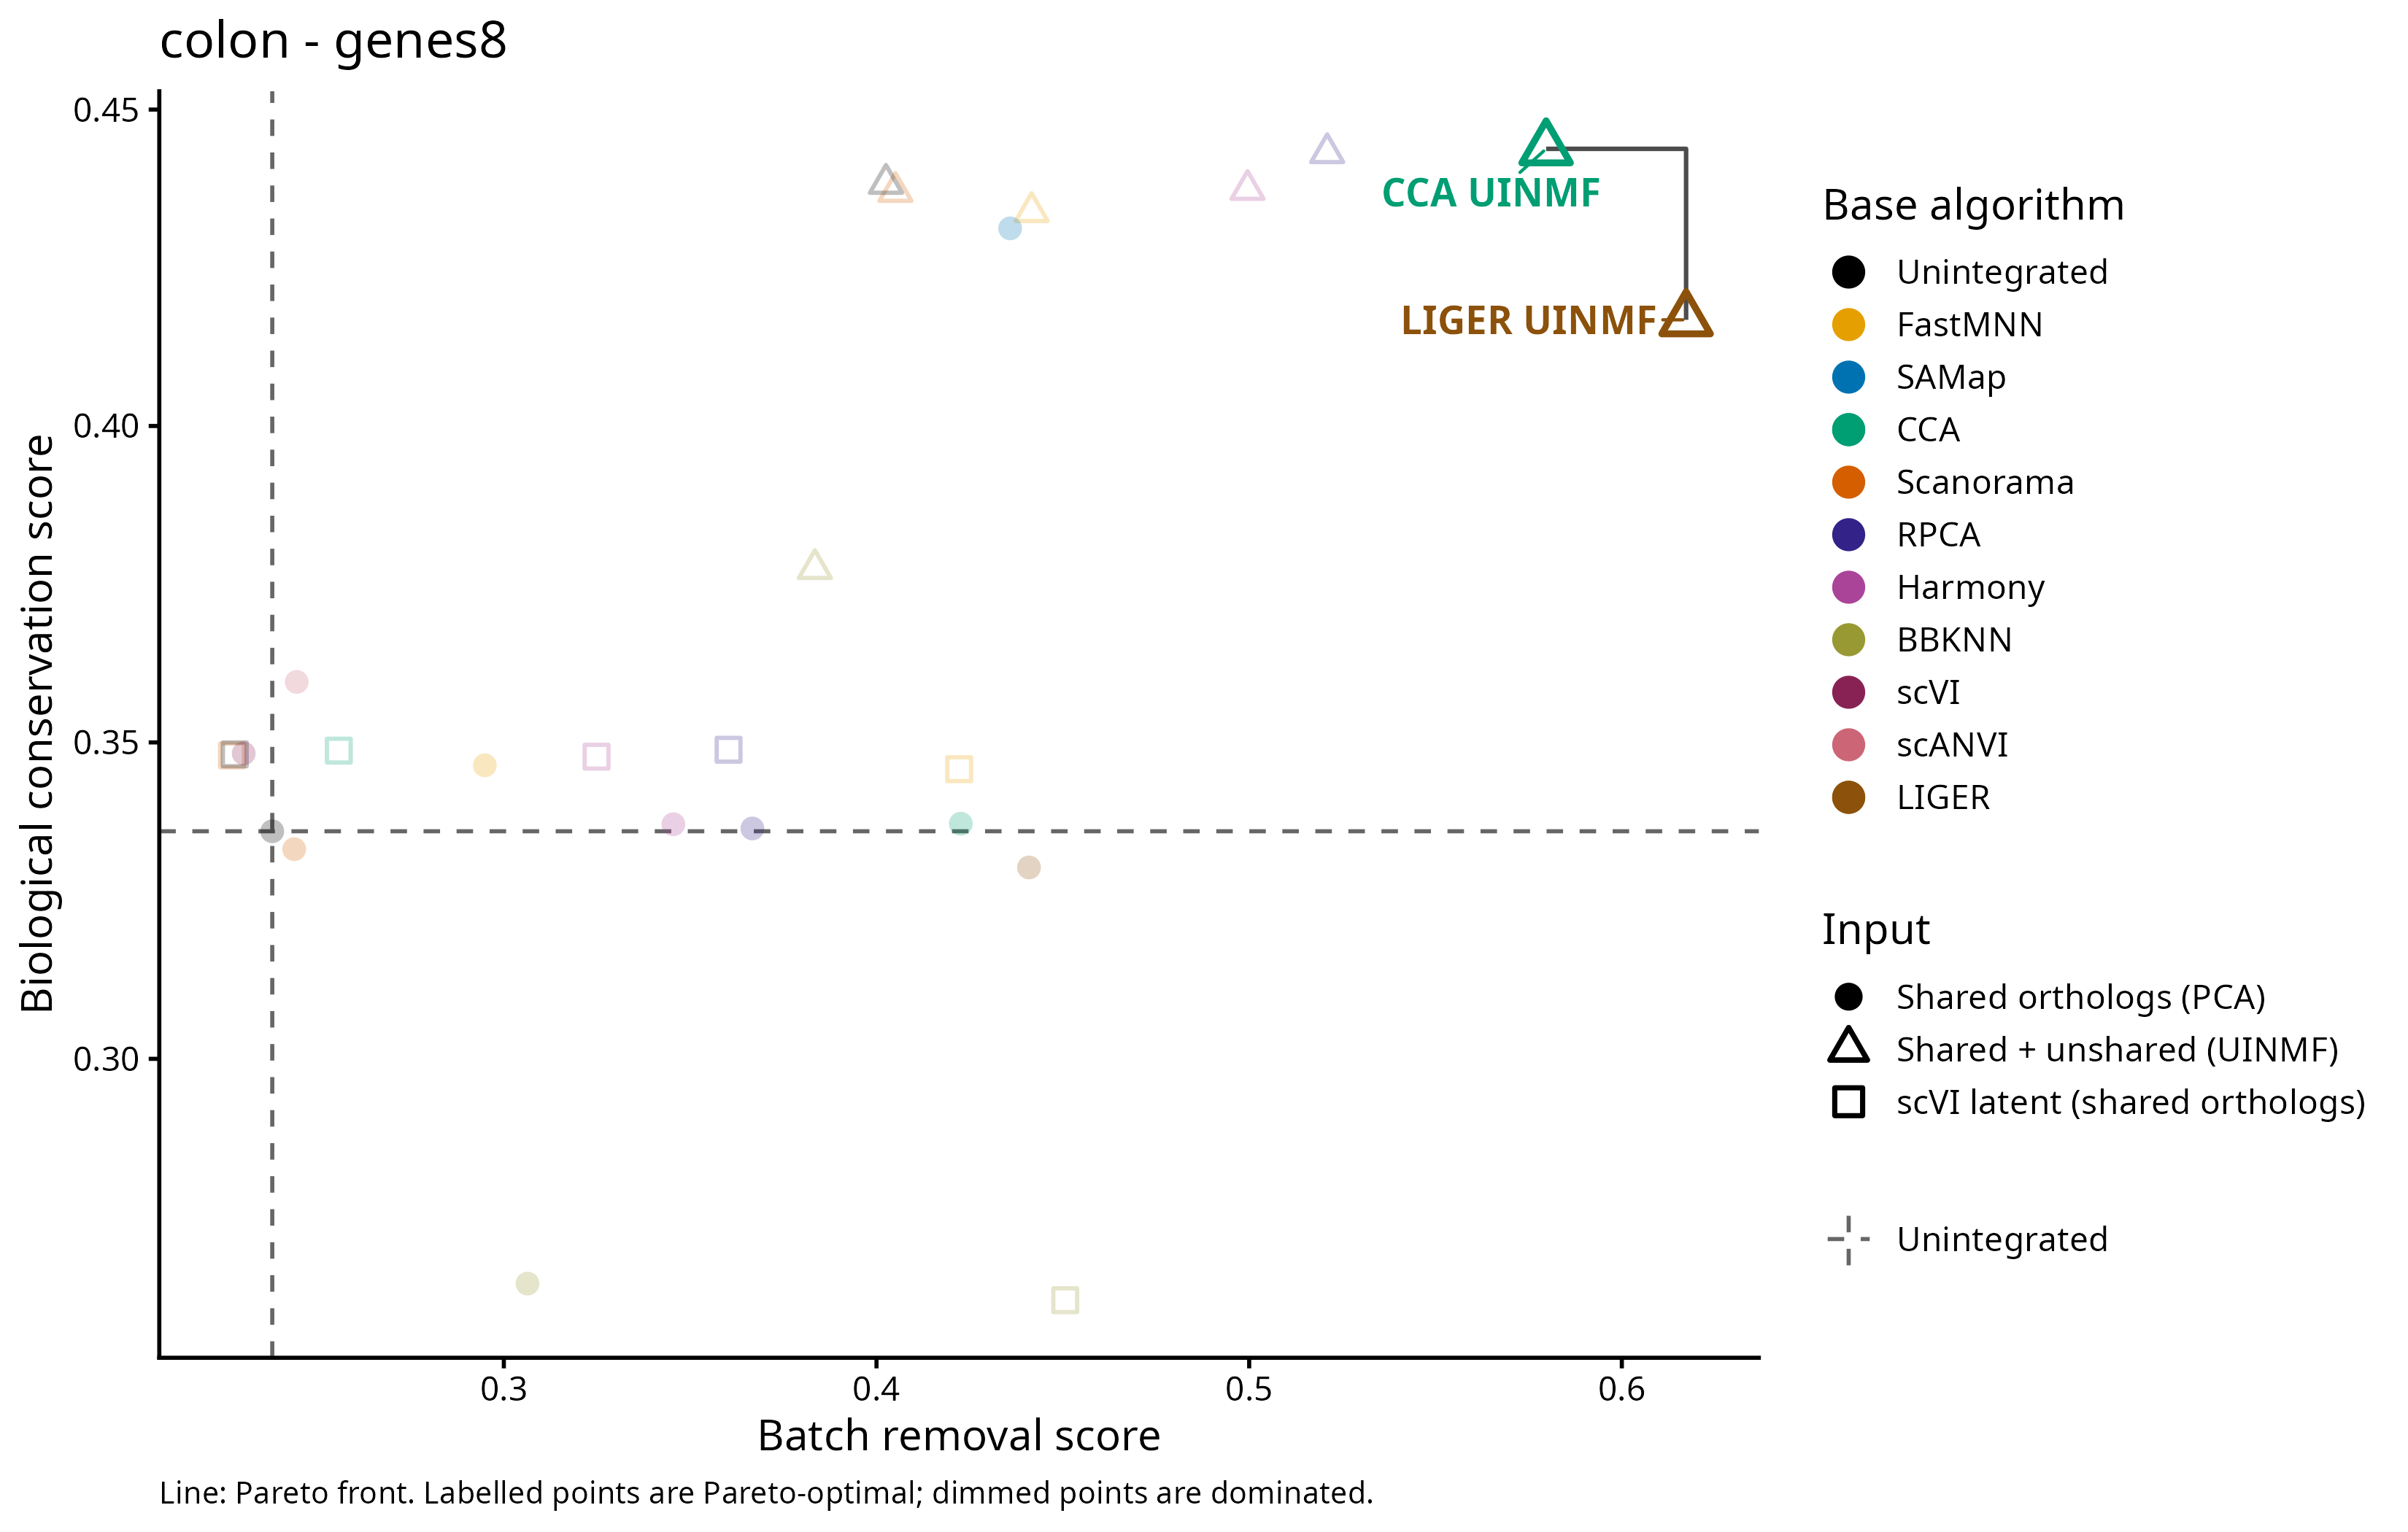 colon - genes8
0.45
0.40
0.35
0.30
Biological conservation score
CCA UINMF
LIGER UINMF
0.3
0.4
0.5
0.6
Batch removal score
Line: Pareto front. Labelled points are Pareto-optimal; dimmed points are dominated.
Base algorithm
Unintegrated
FastMNN
SAMap
CCA
Scanorama
RPCA
Harmony
BBKNN
scVI
scANVI
LIGER
Input
Shared orthologs (PCA)
Shared + unshared (UINMF)
scVI latent (shared orthologs)
Unintegrated